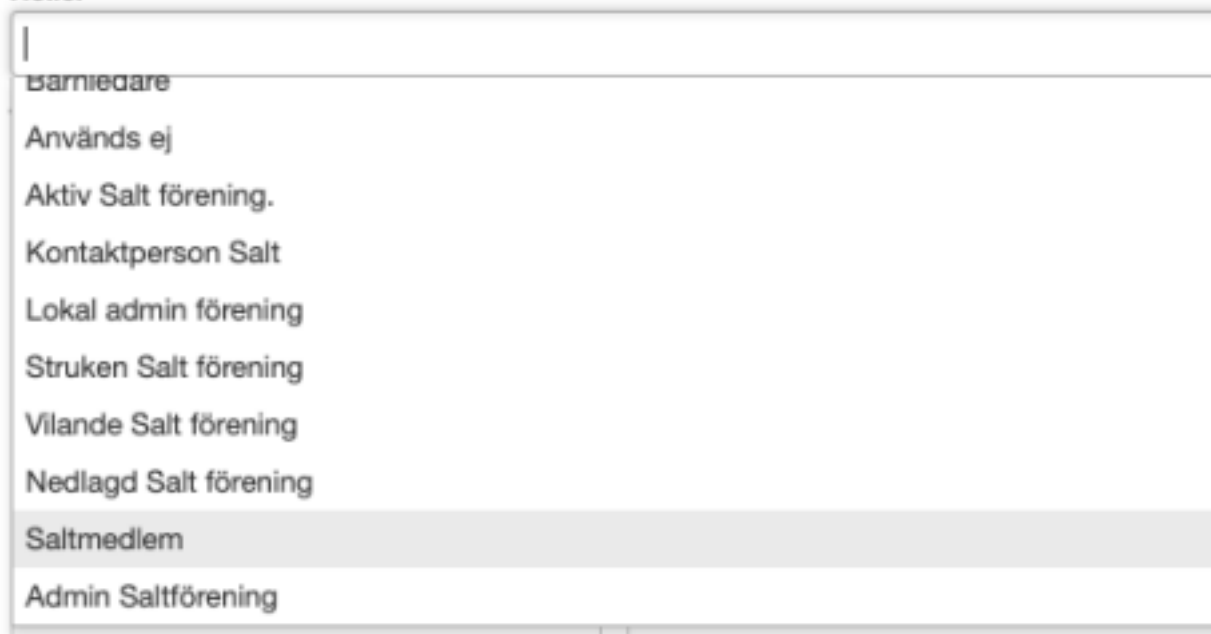 Barnledare
Används ej
Aktiv Salt förening.
Kontaktperson Salt
Lokal admin förening
Struken Salt förening
Vilande Salt förening
Nedlagd Salt förening
Saltmedlem
Admin Saltförening